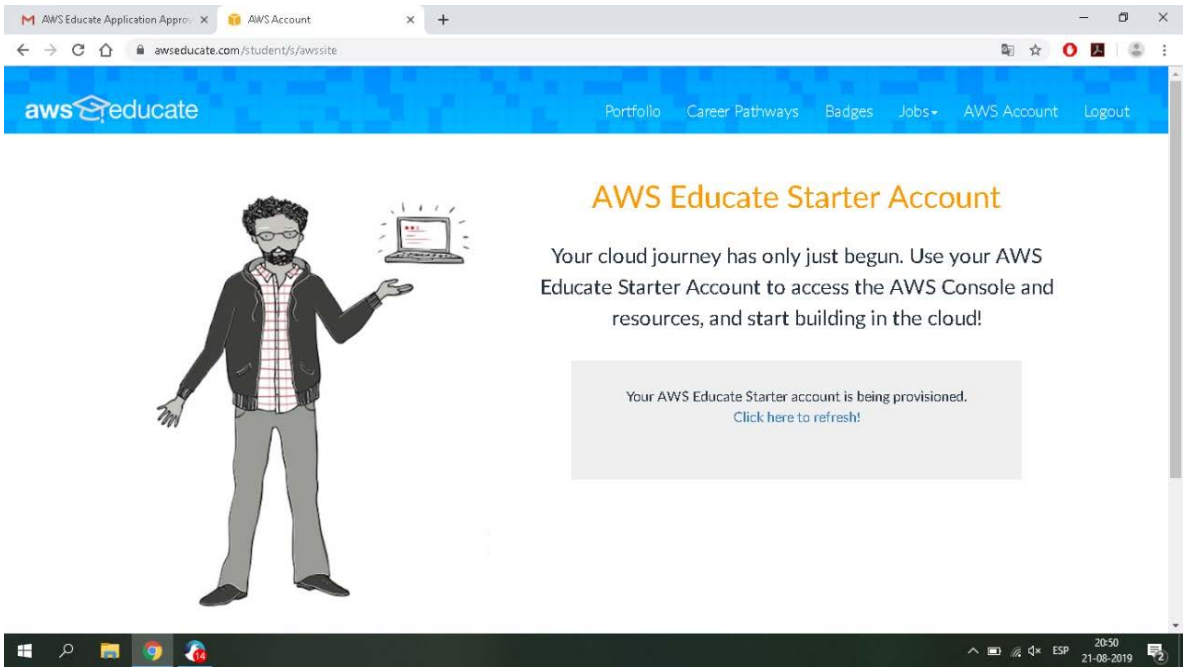 AWS Educate Application Approv
AWS Account
awseducate.com/student/s/awssite
aws educate
Portfolio
Career Pathways
Badges
Jobs
AWS Account
Logout
AWS Educate Starter Account
Your cloud journey has only just begun. Use your AWS
Educate Starter Account to access the AWS Console and
resources, and start building in the cloud!
Your AWS Educate Starter account is being provisioned.
Click here to refresh!
14
ESP
20:50
21-08-2019
2